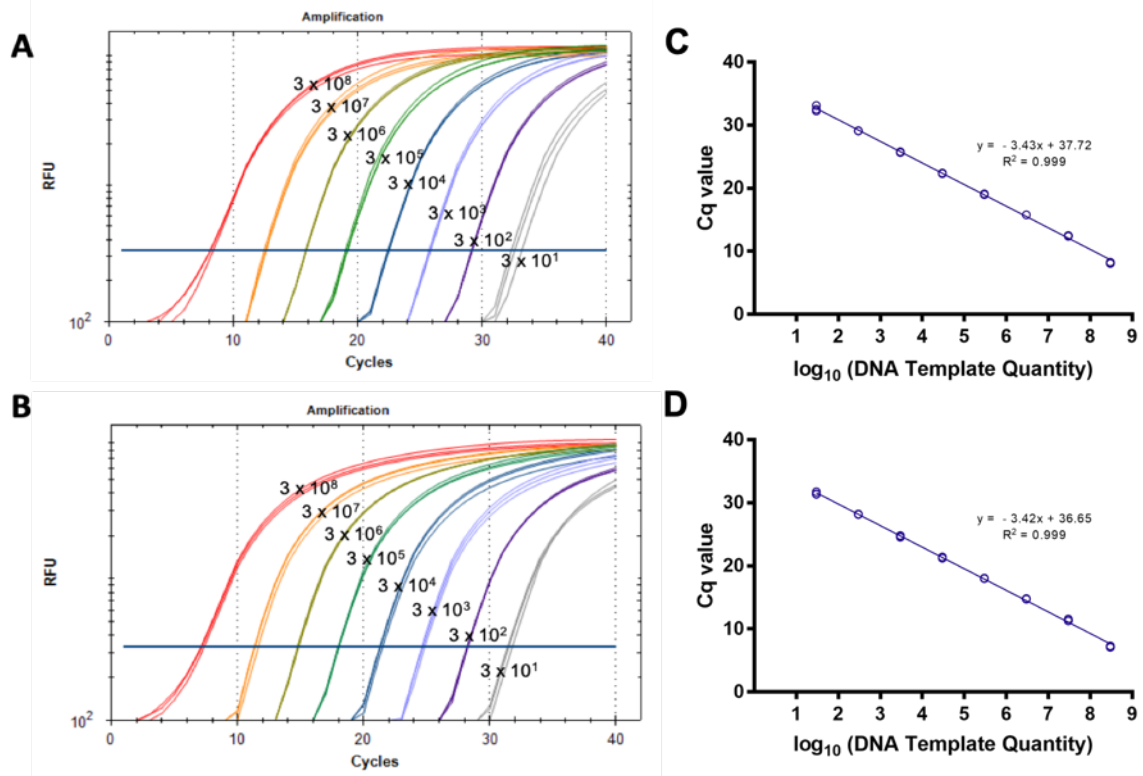 A
Amplification
RFU
10²
3 x 10⁸
3 x 10⁷
3 x 10⁶
3 x 10⁵
3 x 10⁴
3 x 10³
3 x 10²
3 x 10¹
0
10
20
30
40
Cycles
C
Cq value
40
30
20
10
0
y = - 3.43x + 37.72
R² = 0.999
1 2 3 4 5 6 7 8 9
log₁₀ (DNA Template Quantity)
B
Amplification
RFU
10²
3 x 10⁸
3 x 10⁷
3 x 10⁶
3 x 10⁵
3 x 10⁴
3 x 10³
3 x 10²
3 x 10¹
0
10
20
30
40
Cycles
D
Cq value
40
30
20
10
0
y = - 3.42x + 36.65
R² = 0.999
1 2 3 4 5 6 7 8 9
log₁₀ (DNA Template Quantity)